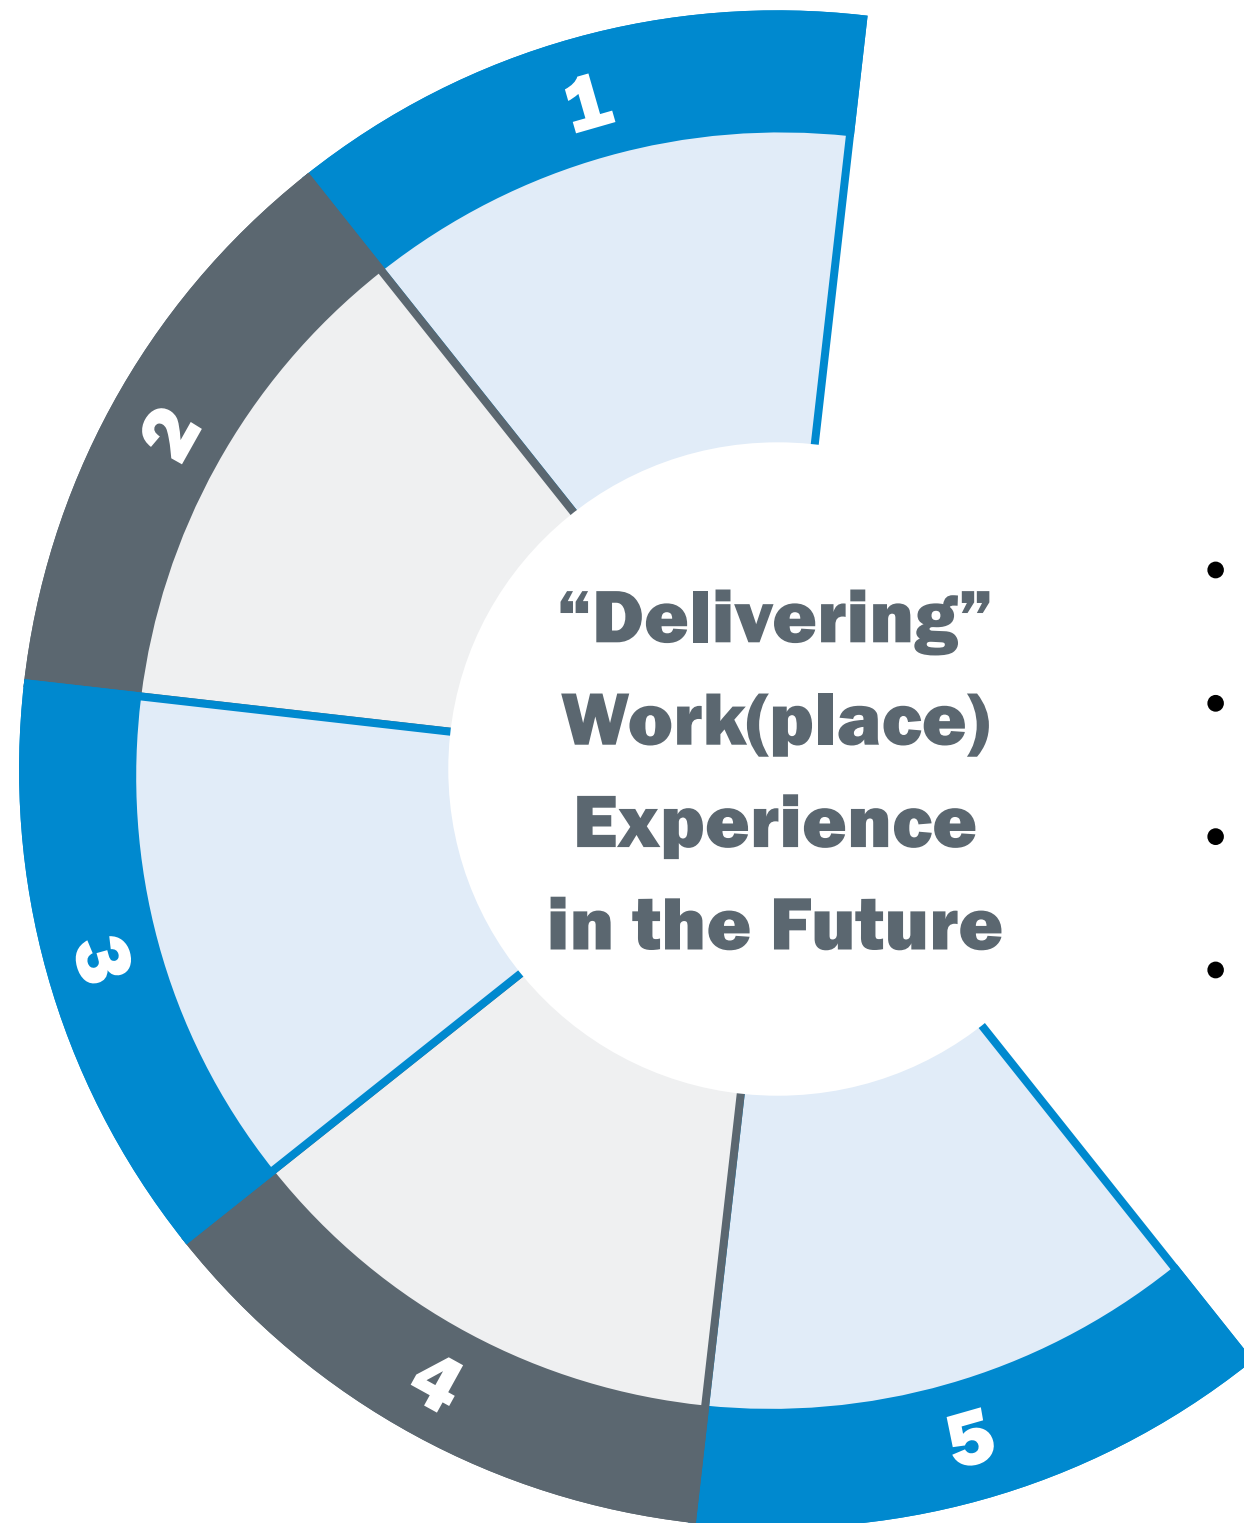 1
2
3
4
5
“Delivering”
Work(place)
Experience
in the Future
•
•
•
•